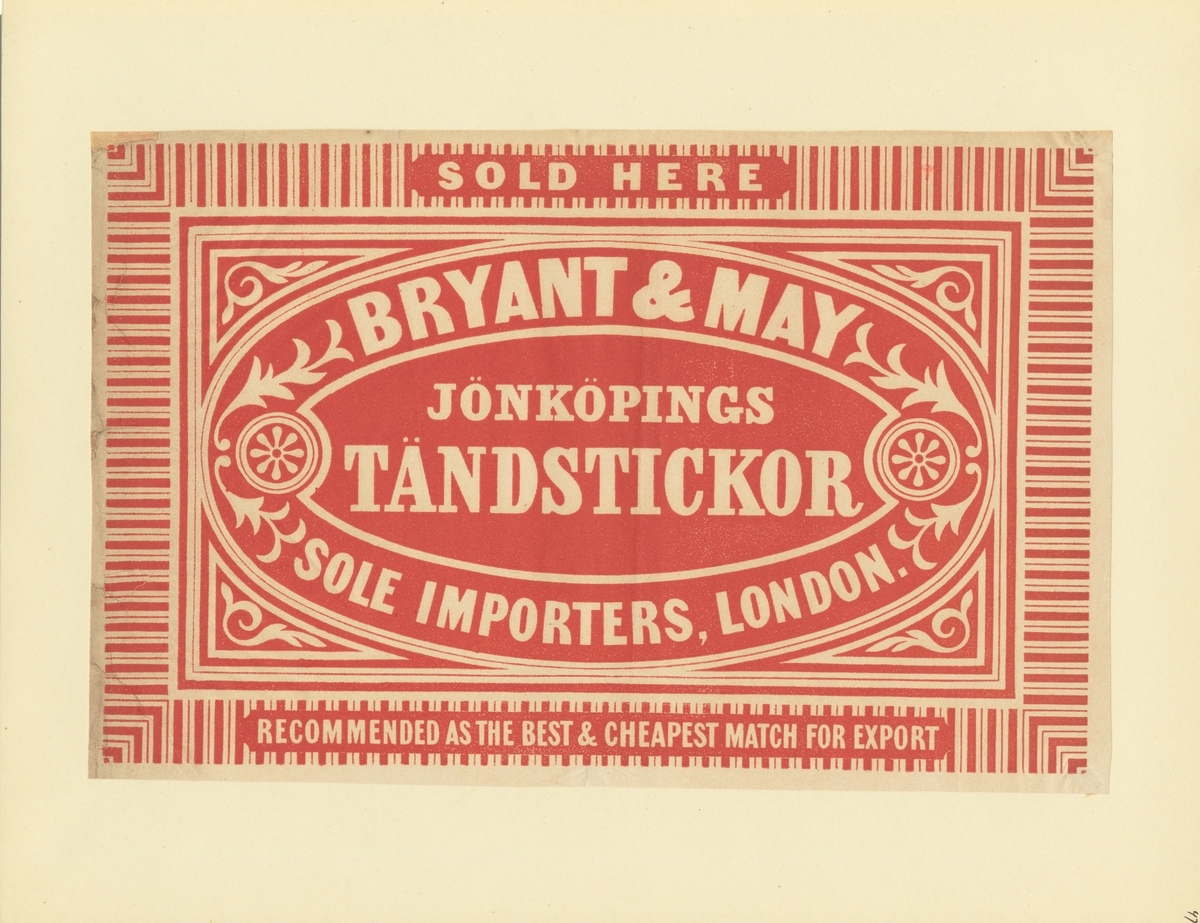 SOLD HERE
BRYANT & MAY
JÖNKÖPINGS
TÄNDSTICKOR
SOLE IMPORTERS, LONDON.
RECOMMENDED AS THE BEST & CHEAPEST MATCH FOR EXPORT